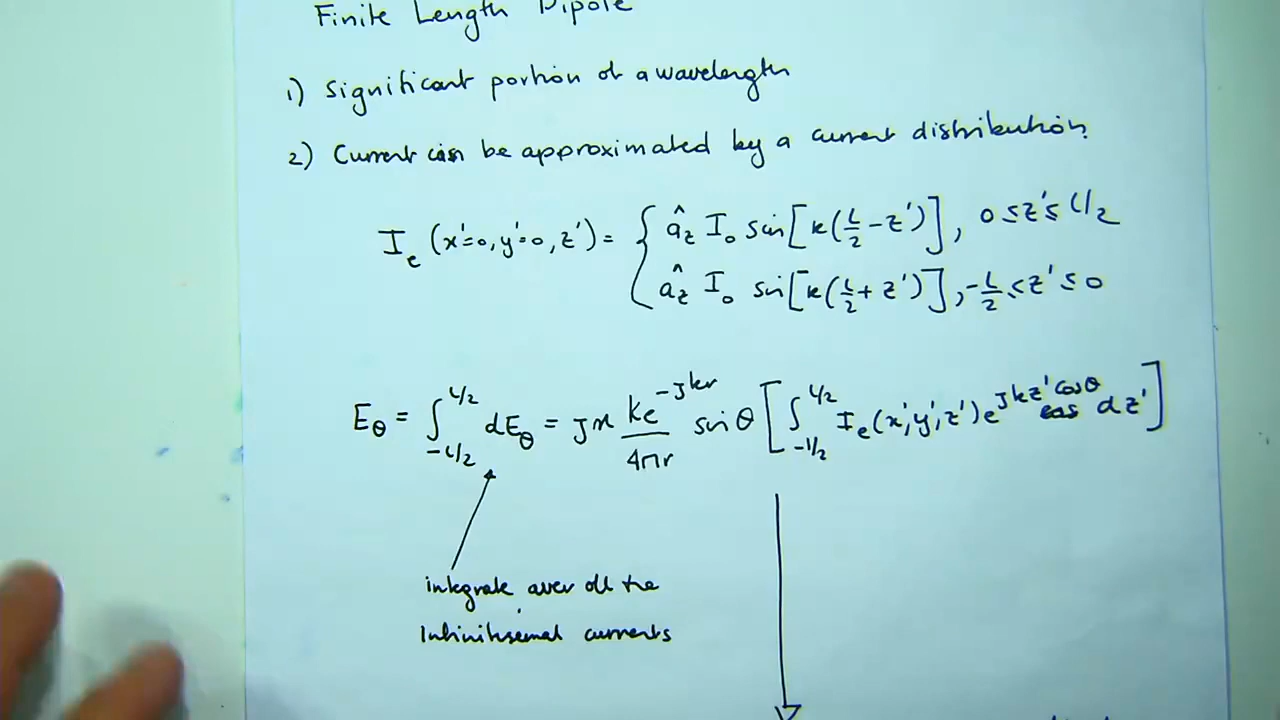 Finite Length Dipole
1) Significant portion of a wavelength
2) Current can be approximated by a current distribution.
I_e (x'=0, y'=0, z') = { â_z I_0 sin[k(L/2 - z')], 0 ≤ z' ≤ L/2
â_z I_0 sin[k(L/2 + z')], -L/2 ≤ z' ≤ 0
E_θ = ∫_{-L/2}^{L/2} dE_θ = jη ke^{-jkr}/4πr sin θ [∫_{-L/2}^{L/2} I_e(x', y', z') e^{jkz' cos θ} dz']
integrate over all the
infinitesemal currents